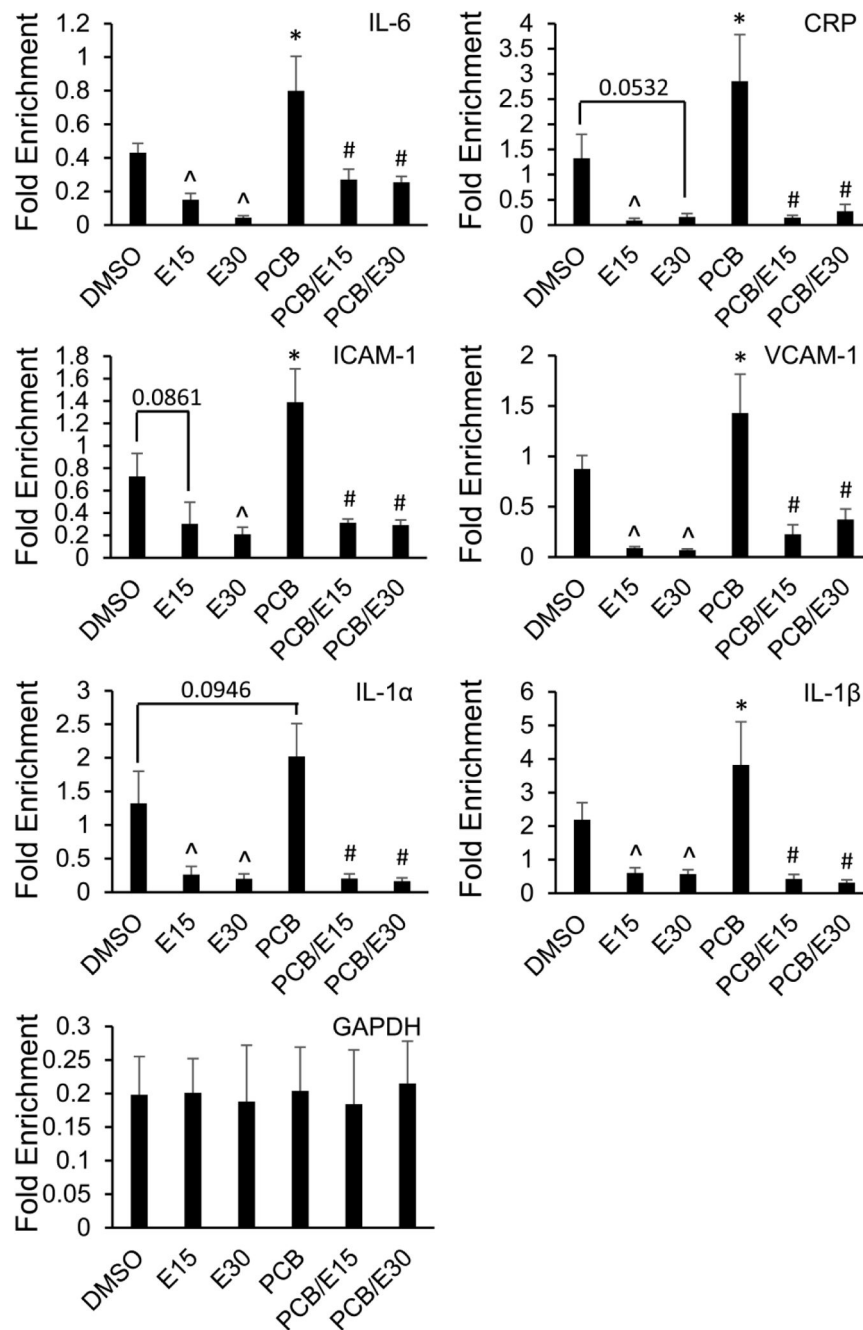 IL-6
Fold Enrichment
1
0.8
0.6
0.4
0.2
0
^
^
*
#
#
DMSO
E15
E30
PCB
PCB/E15
PCB/E30
CRP
Fold Enrichment
4
3.5
3
2.5
2
1.5
1
0.5
0
0.0532
^
*
#
#
DMSO
E15
E30
PCB
PCB/E15
PCB/E30
ICAM-1
Fold Enrichment
1.8
1.6
1.4
1.2
1
0.8
0.6
0.4
0.2
0
0.0861
^
*
#
#
DMSO
E15
E30
PCB
PCB/E15
PCB/E30
VCAM-1
Fold Enrichment
2
1.5
1
0.5
0
^
^
*
#
#
DMSO
E15
E30
PCB
PCB/E15
PCB/E30
IL-1α
Fold Enrichment
3
2.5
2
1.5
1
0.5
0
0.0946
^
^
#
#
DMSO
E15
E30
PCB
PCB/E15
PCB/E30
IL-1β
Fold Enrichment
6
5
4
3
2
1
0
^
^
*
#
#
DMSO
E15
E30
PCB
PCB/E15
PCB/E30
GAPDH
Fold Enrichment
0.3
0.25
0.2
0.15
0.1
0.05
0
DMSO
E15
E30
PCB
PCB/E15
PCB/E30